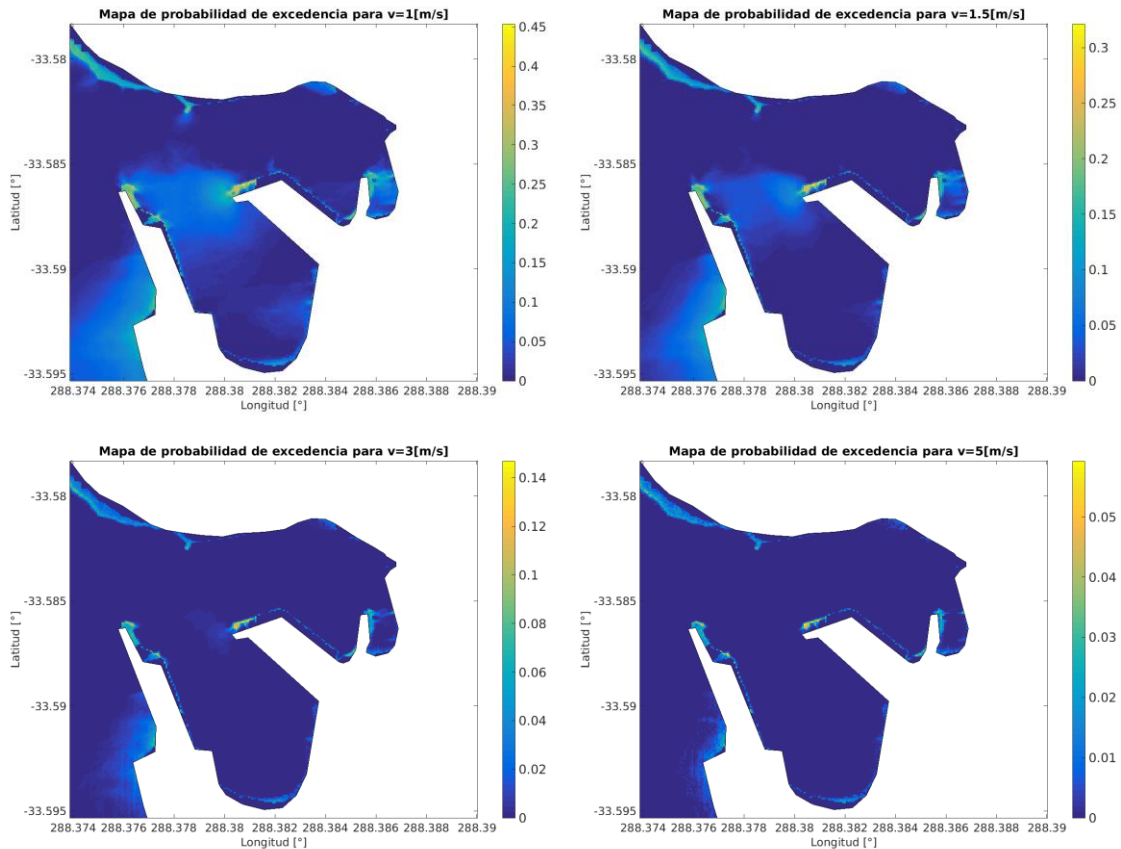 Mapa de probabilidad de excedencia para v=1[m/s]
-33.58
-33.585
-33.59
-33.595
Latitud [°]
288.374 288.376 288.378 288.38 288.382 288.384 288.386 288.388 288.39
Longitud [°]
0.45
0.4
0.35
0.3
0.25
0.2
0.15
0.1
0.05
0
Mapa de probabilidad de excedencia para v=1.5[m/s]
-33.58
-33.585
-33.59
-33.595
Latitud [°]
288.374 288.376 288.378 288.38 288.382 288.384 288.386 288.388 288.39
Longitud [°]
0.3
0.25
0.2
0.15
0.1
0.05
0
Mapa de probabilidad de excedencia para v=3[m/s]
-33.58
-33.585
-33.59
-33.595
Latitud [°]
288.374 288.376 288.378 288.38 288.382 288.384 288.386 288.388 288.39
Longitud [°]
0.14
0.12
0.1
0.08
0.06
0.04
0.02
0
Mapa de probabilidad de excedencia para v=5[m/s]
-33.58
-33.585
-33.59
-33.595
Latitud [°]
288.374 288.376 288.378 288.38 288.382 288.384 288.386 288.388 288.39
Longitud [°]
0.05
0.04
0.03
0.02
0.01
0